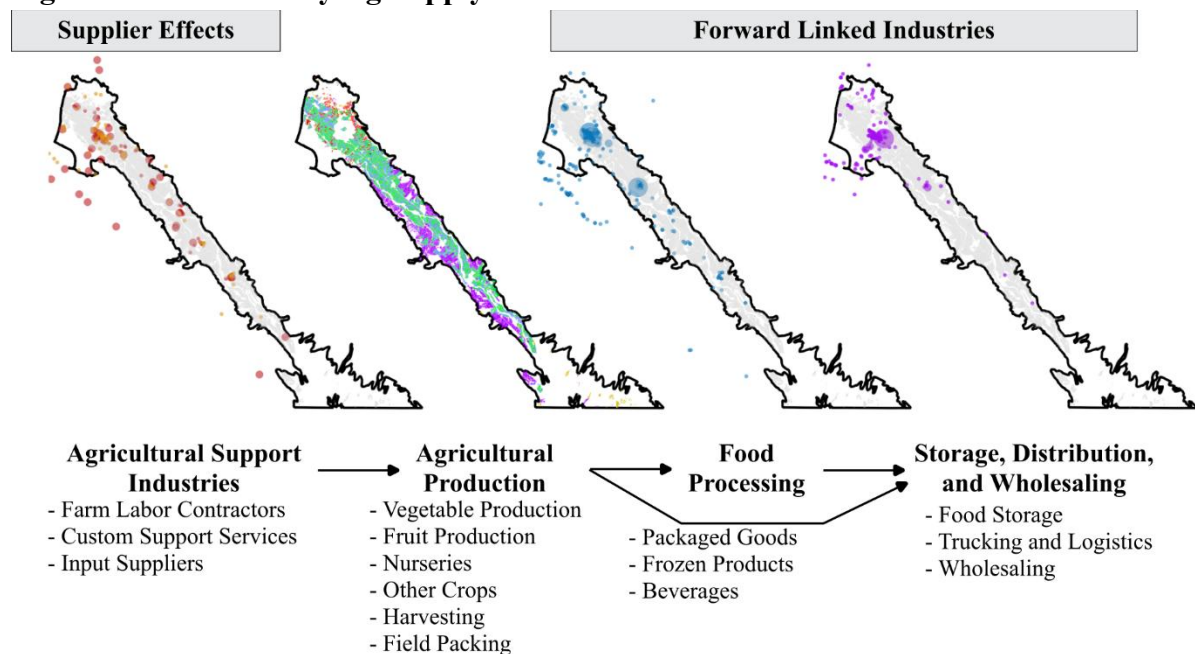 Supplier Effects
Forward Linked Industries
Agricultural Support
Industries
- Farm Labor Contractors
- Custom Support Services
- Input Suppliers
Agricultural
Production
- Vegetable Production
- Fruit Production
- Nurseries
- Other Crops
- Harvesting
- Field Packing
Food
Processing
- Packaged Goods
- Frozen Products
- Beverages
Storage, Distribution,
and Wholesaling
- Food Storage
- Trucking and Logistics
- Wholesaling